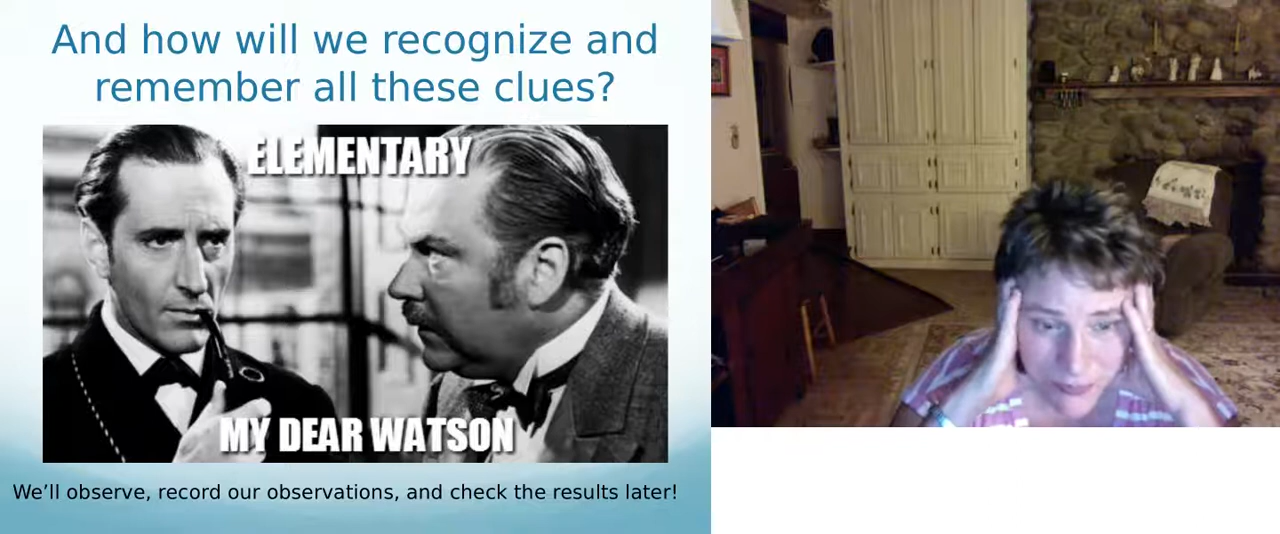 And how will we recognize and
remember all these clues?
ELEMENTARY
MY DEAR WATSON
We’ll observe, record our observations, and check the results later!